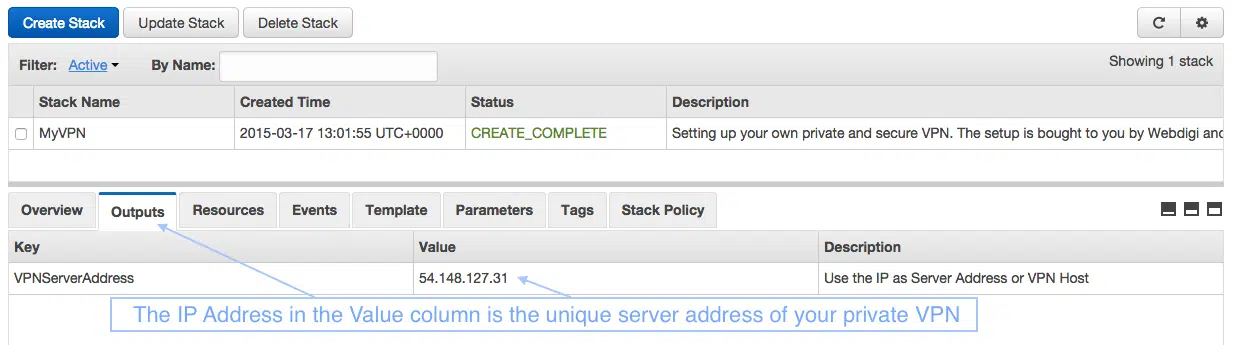 Create Stack Update Stack Delete Stack
Filter: Active By Name: Showing 1 stack
Stack Name Created Time Status Description
MyVPN 2015-03-17 13:01:55 UTC+0000 CREATE_COMPLETE Setting up your own private and secure VPN. The setup is bought to you by Webdigi and
Overview Outputs Resources Events Template Parameters Tags Stack Policy
Key Value Description
VPNServerAddress 54.148.127.31 Use the IP as Server Address or VPN Host
The IP Address in the Value column is the unique server address of your private VPN